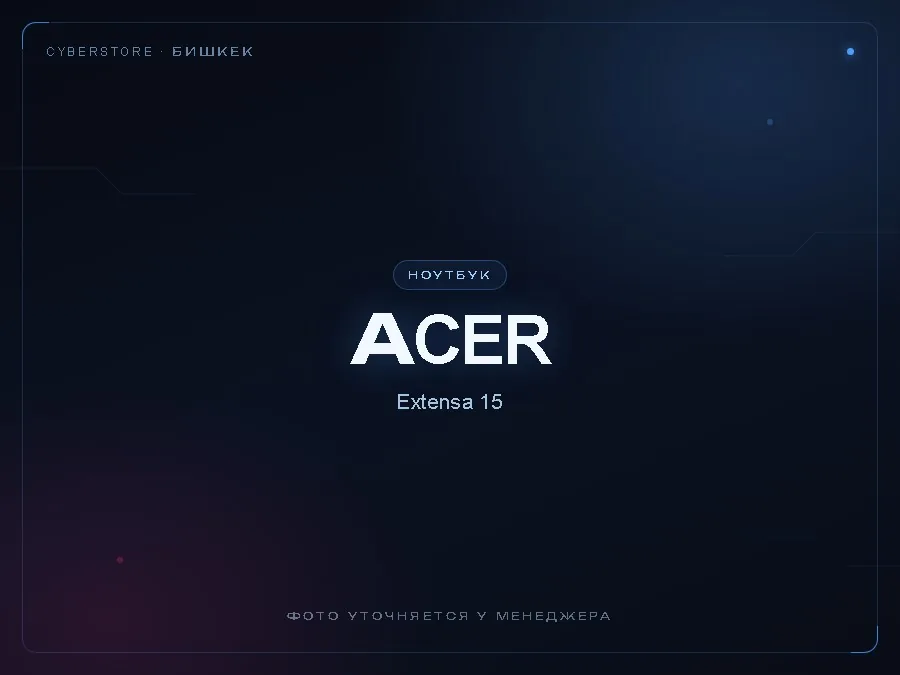 CYBERSTORE · БИШКЕК
НОУТБУК
ACER
Extensa 15
ФОТО УТОЧНЯЕТСЯ У МЕНЕДЖЕРА